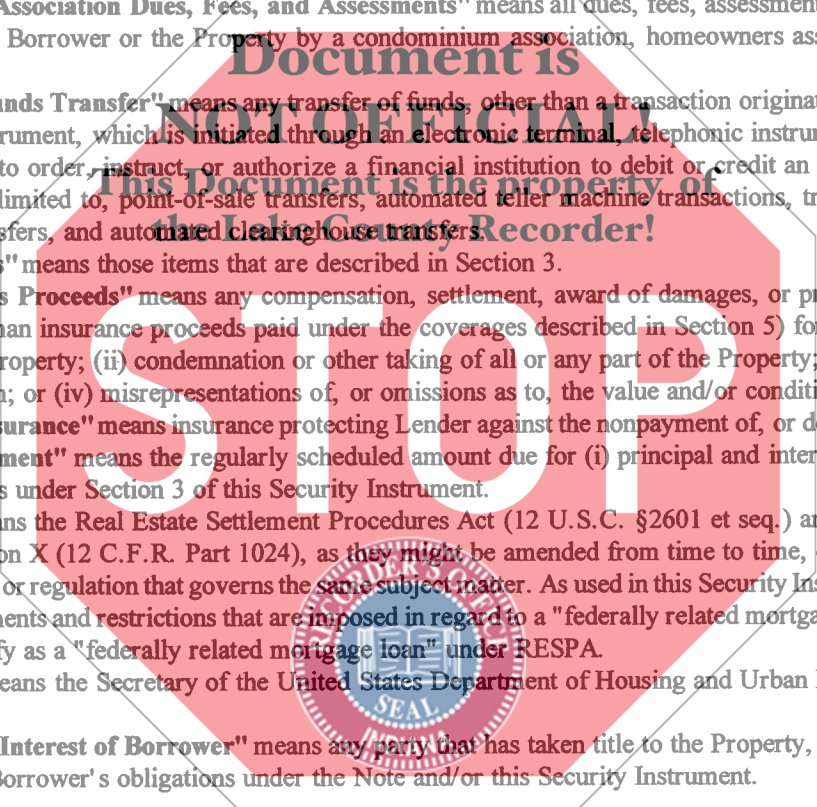 Association Dues, Fees, and Assessments" means all dues, fees, assessment
Borrower or the Property by a condominium association, homeowners ass
Document is
unds Transfer" means any transfer of funds, other than a transaction originat
NOT OFFICIAL!
trument, which is initiated through an electronic terminal, telephonic instrum
to order, instruct, or authorize a financial institution to debit or credit an
This Document is the property of
limited to, point-of-sale transfers, automated teller machine transactions, tr
the Lake County Recorder!
sfers, and automated clearinghouse transfers.
s" means those items that are described in Section 3.
s Proceeds" means any compensation, settlement, award of damages, or pr
han insurance proceeds paid under the coverages described in Section 5) for
roperty; (ii) condemnation or other taking of all or any part of the Property;
n; or (iv) misrepresentations of, or omissions as to, the value and/or conditi
STOP
surance" means insurance protecting Lender against the nonpayment of, or d
ment" means the regularly scheduled amount due for (i) principal and inter
s under Section 3 of this Security Instrument.
ans the Real Estate Settlement Procedures Act (12 U.S.C. §2601 et seq.) an
on X (12 C.F.R. Part 1024), as they might be amended from time to time,
or regulation that governs the same subject matter. As used in this Security Ins
ments and restrictions that are imposed in regard to a "federally related mortga
fy as a "federally related mortgage loan" under RESPA.
eans the Secretary of the United States Department of Housing and Urban
RECORDER'S OFFICE
SEAL
INDIANA
Interest of Borrower" means any party that has taken title to the Property,
Borrower's obligations under the Note and/or this Security Instrument.